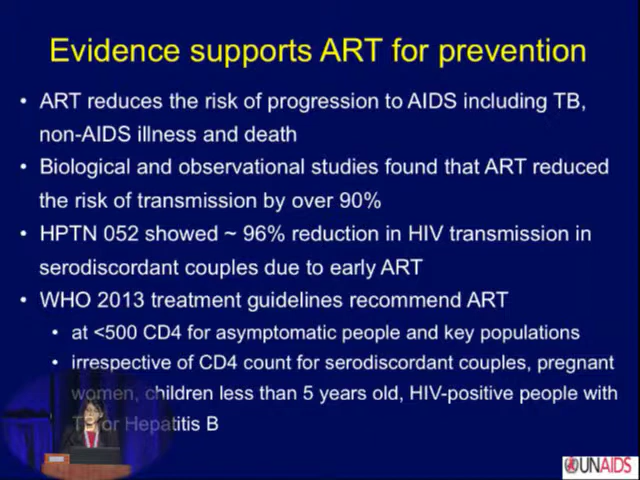 Evidence supports ART for prevention
• ART reduces the risk of progression to AIDS including TB,
non-AIDS illness and death
• Biological and observational studies found that ART reduced
the risk of transmission by over 90%
• HPTN 052 showed ~ 96% reduction in HIV transmission in
serodiscordant couples due to early ART
• WHO 2013 treatment guidelines recommend ART
• at <500 CD4 for asymptomatic people and key populations
• irrespective of CD4 count for serodiscordant couples, pregnant
women, children less than 5 years old, HIV-positive people with
or Hepatitis B
UNAIDS